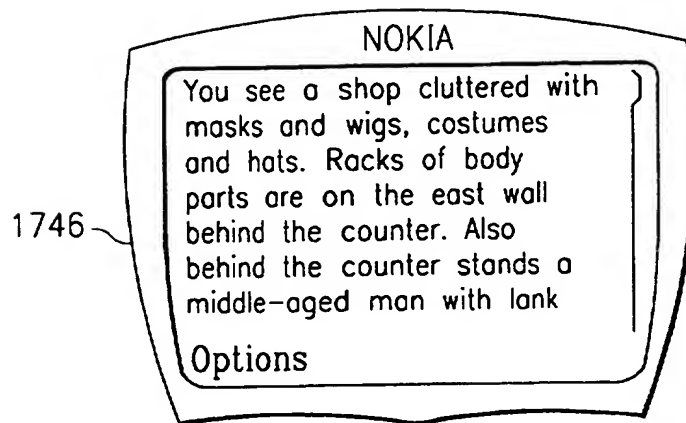 NOKIA
You see a shop cluttered with
masks and wigs, costumes
and hats. Racks of body
parts are on the east wall
behind the counter. Also
behind the counter stands a
middle-aged man with lank
Options
1746